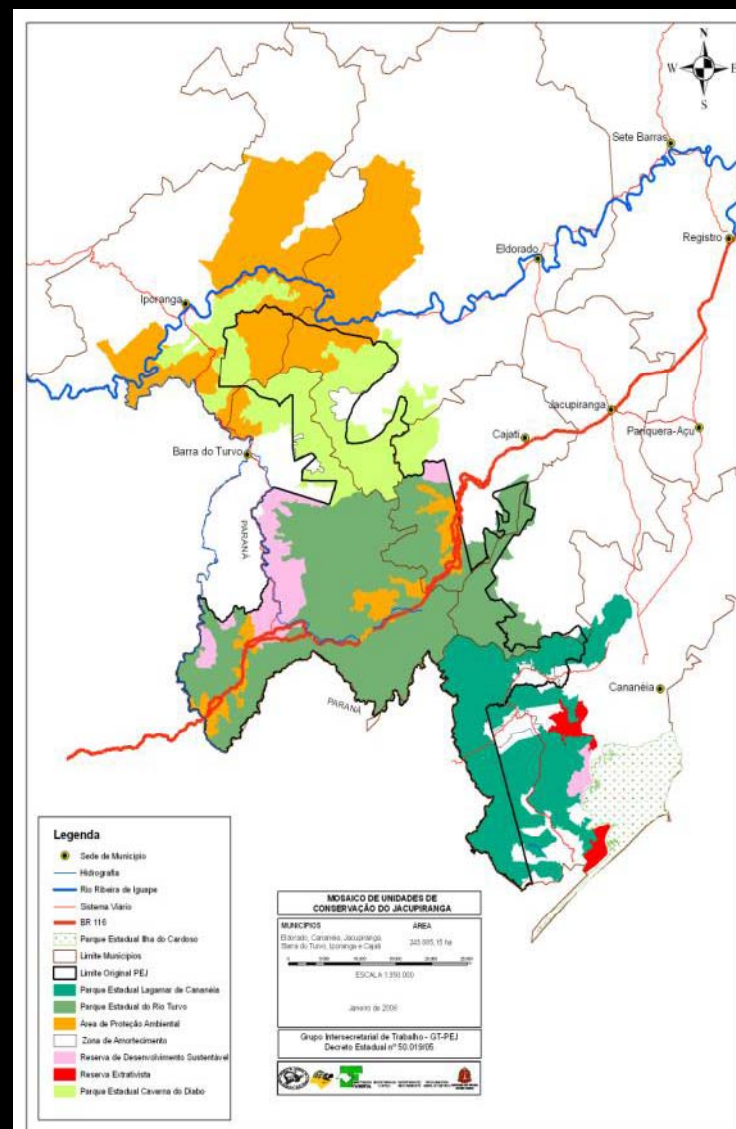 N
W E
S
Sete Barras
Registro
Eldorado
Iporanga
Jacupiranga
Cajati
Pariquera-Açu
Barra do Turvo
PARANÁ
Cananéia
PARANÁ
Legenda
Sede de Município
Hidrografia
Rio Ribeira de Iguape
Sistema Viário
BR 116
Parque Estadual Ilha do Cardoso
Limite Municípios
Limite Original PEJ
Parque Estadual Lagamar de Cananéia
Parque Estadual do Rio Turvo
Área de Proteção Ambiental
Zona de Amortecimento
Reserva de Desenvolvimento Sustentável
Reserva Extrativista
Parque Estadual Caverna do Diabo
MOSAICO DE UNIDADES DE
CONSERVAÇÃO DO JACUPIRANGA
MUNICÍPIOS ÁREA
Eldorado, Cananéia, Jacupiranga,
Barra do Turvo, Iporanga e Cajati
ESCALA
Janeiro de
Grupo Intersecretarial de Trabalho - GT-PEJ
Decreto Estadual nº 50.019/05